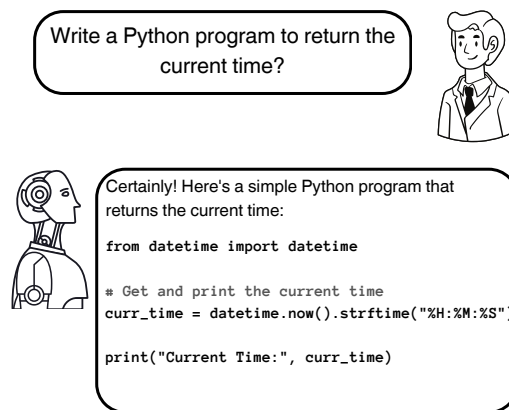 Write a Python program to return the
current time?
Certainly! Here's a simple Python program that
returns the current time:
from datetime import datetime
# Get and print the current time
curr_time = datetime.now().strftime("%H:%M:%S")
print("Current Time:", curr_time)